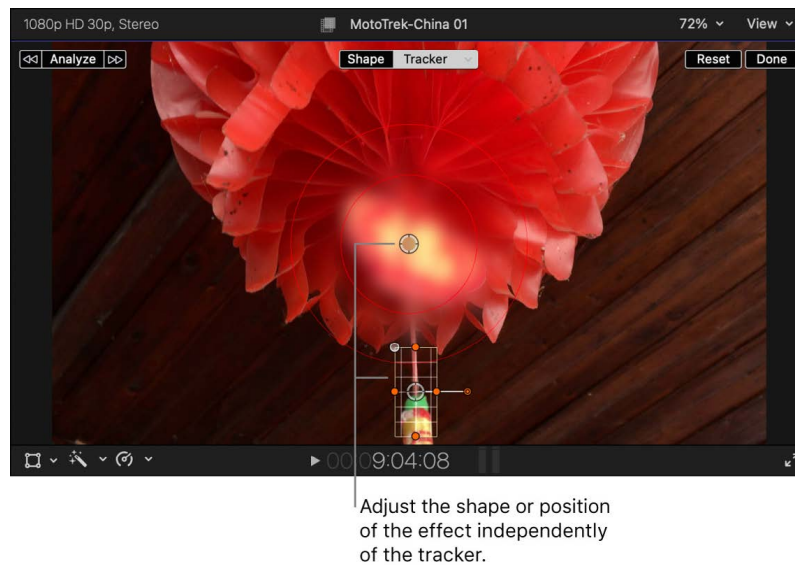 1080p HD 30p, Stereo MotoTrek-China 01 72% View
Analyze Shape Tracker Reset Done
00:09:04:08
Adjust the shape or position
of the effect independently
of the tracker.